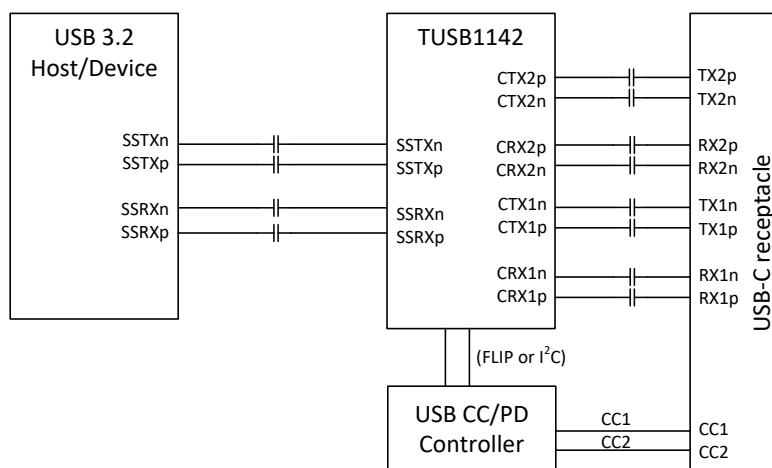 USB 3.2
Host/Device
SSTXn
SSTXp
SSRXn
SSRXp
TUSB1142
SSTXn
SSTXp
SSRXn
SSRXp
CTX2p
CTX2n
CRX2p
CRX2n
CTX1n
CTX1p
CRX1n
CRX1p
TX2p
TX2n
RX2p
RX2n
TX1n
TX1p
RX1n
RX1p
USB-C receptacle
(FLIP or I²C)
USB CC/PD
Controller
CC1
CC2
CC1
CC2